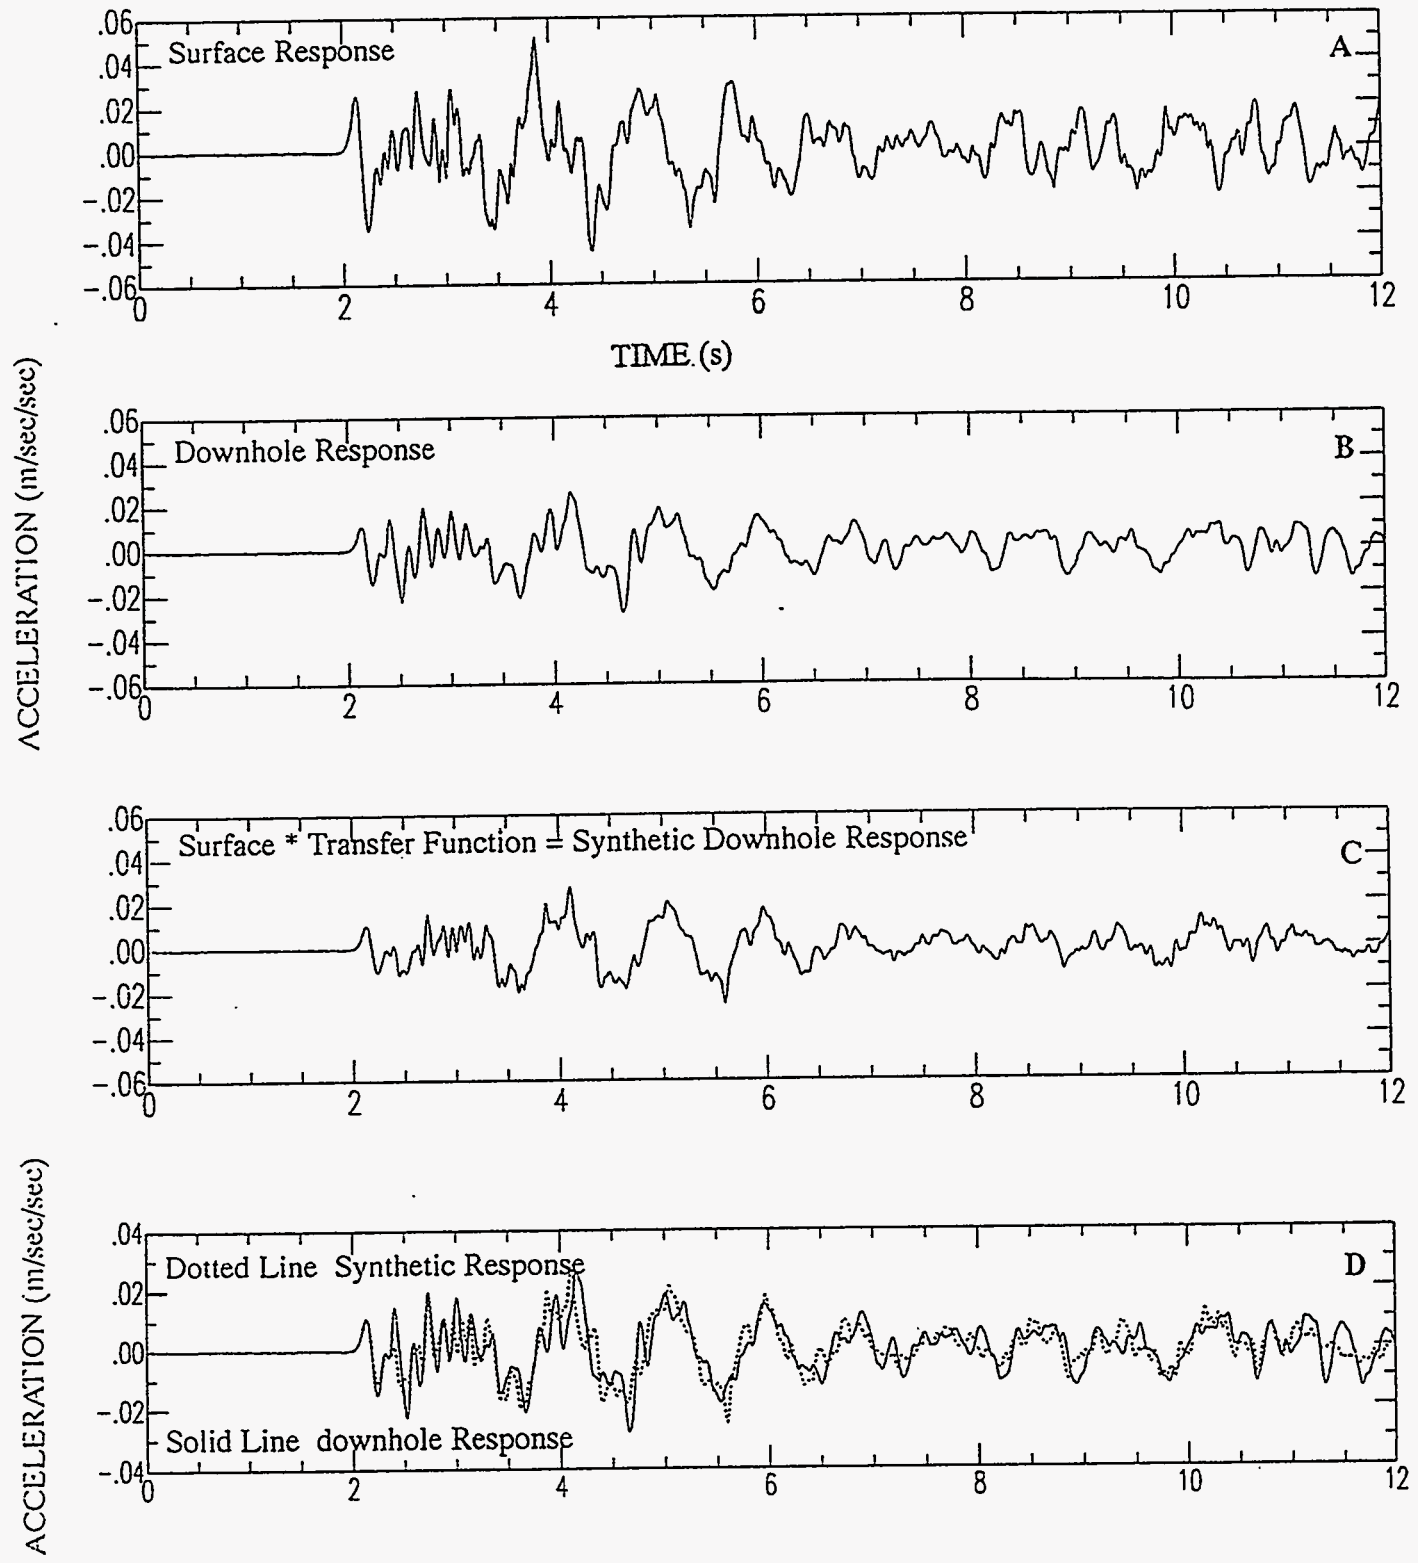 .06
Surface Response
A
.04
.02
.00
-.02
-.04
-.06
0 2 4 6 8 10 12
TIME.(s)
ACCELERATION (m/sec/sec)
.06
Downhole Response
B
.04
.02
.00
-.02
-.04
-.06
0 2 4 6 8 10 12
.06
Surface * Transfer Function = Synthetic Downhole Response
C
.04
.02
.00
-.02
-.04
-.06
0 2 4 6 8 10 12
ACCELERATION (m/sec/sec)
.04
Dotted Line Synthetic Response
D
.02
.00
-.02
Solid Line downhole Response
-.04
0 2 4 6 8 10 12